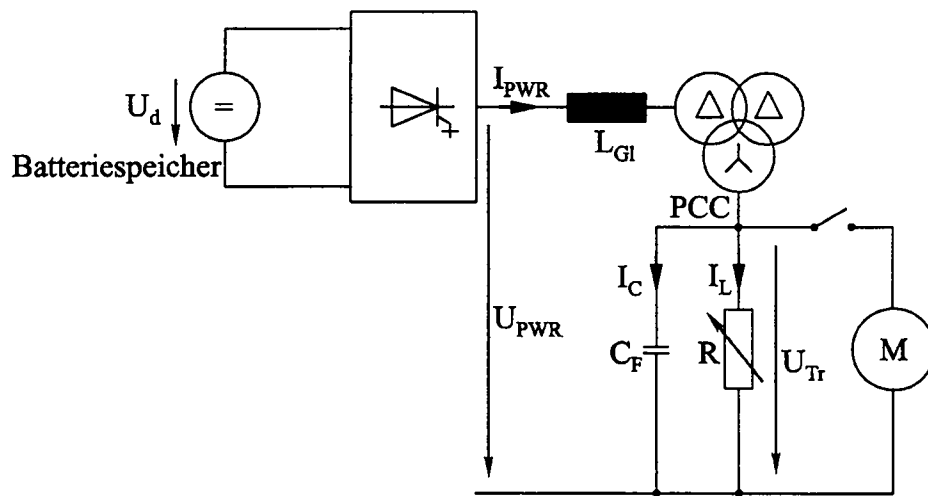 U_d
=
Batteriespeicher
I_PWR
L_Gl
Δ Δ
PCC
I_C
I_L
U_PWR
C_F
R
U_Tr
M